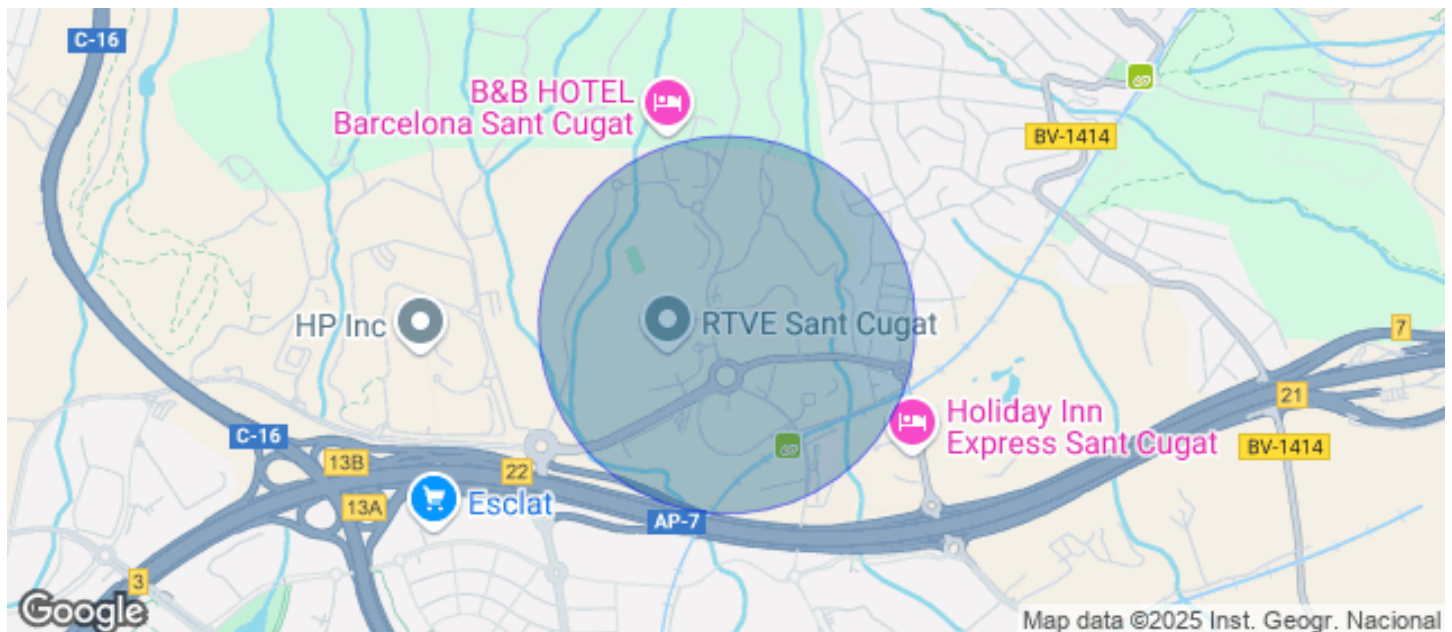 C-16
B&B HOTEL
Barcelona Sant Cugat
BV-1414
HP Inc
RTVE Sant Cugat
7
21
Holiday Inn
Express Sant Cugat
BV-1414
C-16
13B
22
13A
Esclat
AP-7
3
Google
Map data ©2025 Inst. Geogr. Nacional